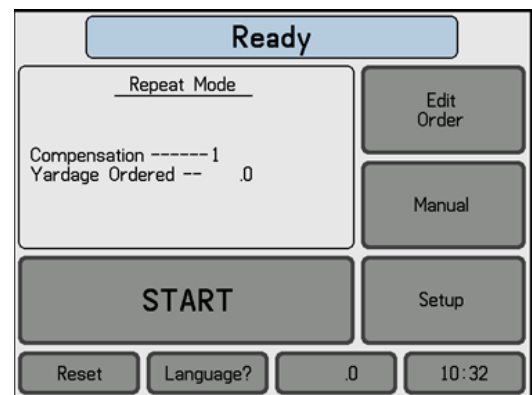 Ready
Repeat Mode
Compensation ------1
Yardage Ordered -- .0
Edit
Order
Manual
START
Setup
Reset
Language?
.0
10:32